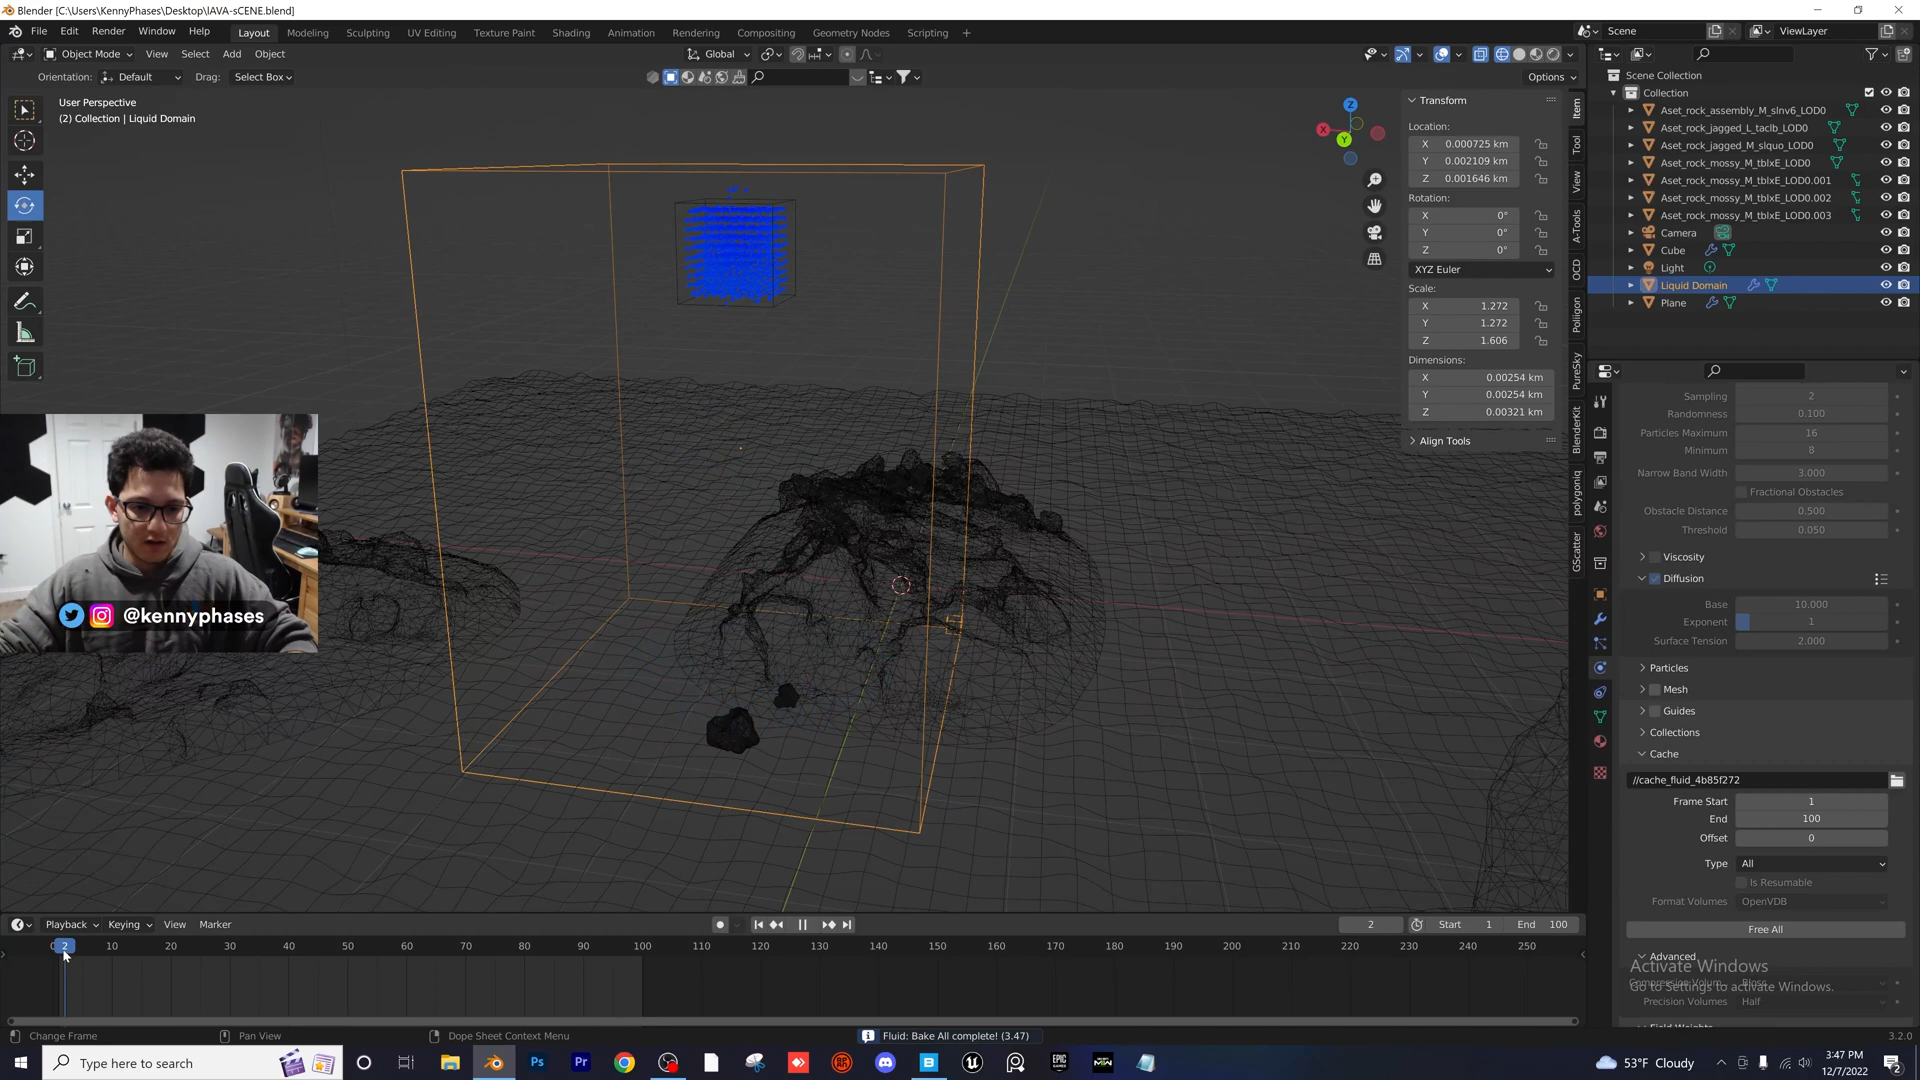 Blender [C:\Users\KennyPhases\Desktop\lAVA-sCENE.blend]
File Edit Render Window Help Layout Modeling Sculpting UV Editing Texture Paint Shading Animation Rendering Compositing Geometry Nodes Scripting +
Scene ViewLayer
Object Mode View Select Add Object Global
Orientation: Default Drag: Select Box Options
User Perspective
(2) Collection | Liquid Domain
Z
X
Y
Transform
Location:
X 0.000725 km
Y 0.002109 km
Z 0.001646 km
Rotation:
X 0°
Y 0°
Z 0°
XYZ Euler
Scale:
X 1.272
Y 1.272
Z 1.606
Dimensions:
X 0.00254 km
Y 0.00254 km
Z 0.00321 km
Align Tools
Item
Tool
View
A-Tools
OCD
Poliigon
PureSky
BlenderKit
polygoniq
GScatter
Scene Collection
Collection
Aset_rock_assembly_M_slnv6_LOD0
Aset_rock_jagged_L_taclb_LOD0
Aset_rock_jagged_M_slquo_LOD0
Aset_rock_mossy_M_tblxE_LOD0
Aset_rock_mossy_M_tblxE_LOD0.001
Aset_rock_mossy_M_tblxE_LOD0.002
Aset_rock_mossy_M_tblxE_LOD0.003
Camera
Cube
Light
Liquid Domain
Plane
Sampling 2
Randomness 0.100
Particles Maximum 16
Minimum 8
Narrow Band Width 3.000
Fractional Obstacles
Obstacle Distance 0.500
Threshold 0.050
Viscosity
Diffusion
Base 10.000
Exponent 1
Surface Tension 2.000
Particles
Mesh
Guides
Collections
Cache
//cache_fluid_4b85f272
Frame Start 1
End 100
Offset 0
Type All
Is Resumable
Format Volumes OpenVDB
Free All
Advanced
Precision Volumes Half
Activate Windows
Go to Settings to activate Windows.
@kennyphases
Playback Keying View Marker 2 Start 1 End 100
2 10 20 30 40 50 60 70 80 90 100 110 120 130 140 150 160 170 180 190 200 210 220 230 240 250
Change Frame Pan View Dope Sheet Context Menu Fluid: Bake All complete! (3.47) 3.2.0
Type here to search
Ps Pr
53°F Cloudy
3:47 PM
12/7/2022
2